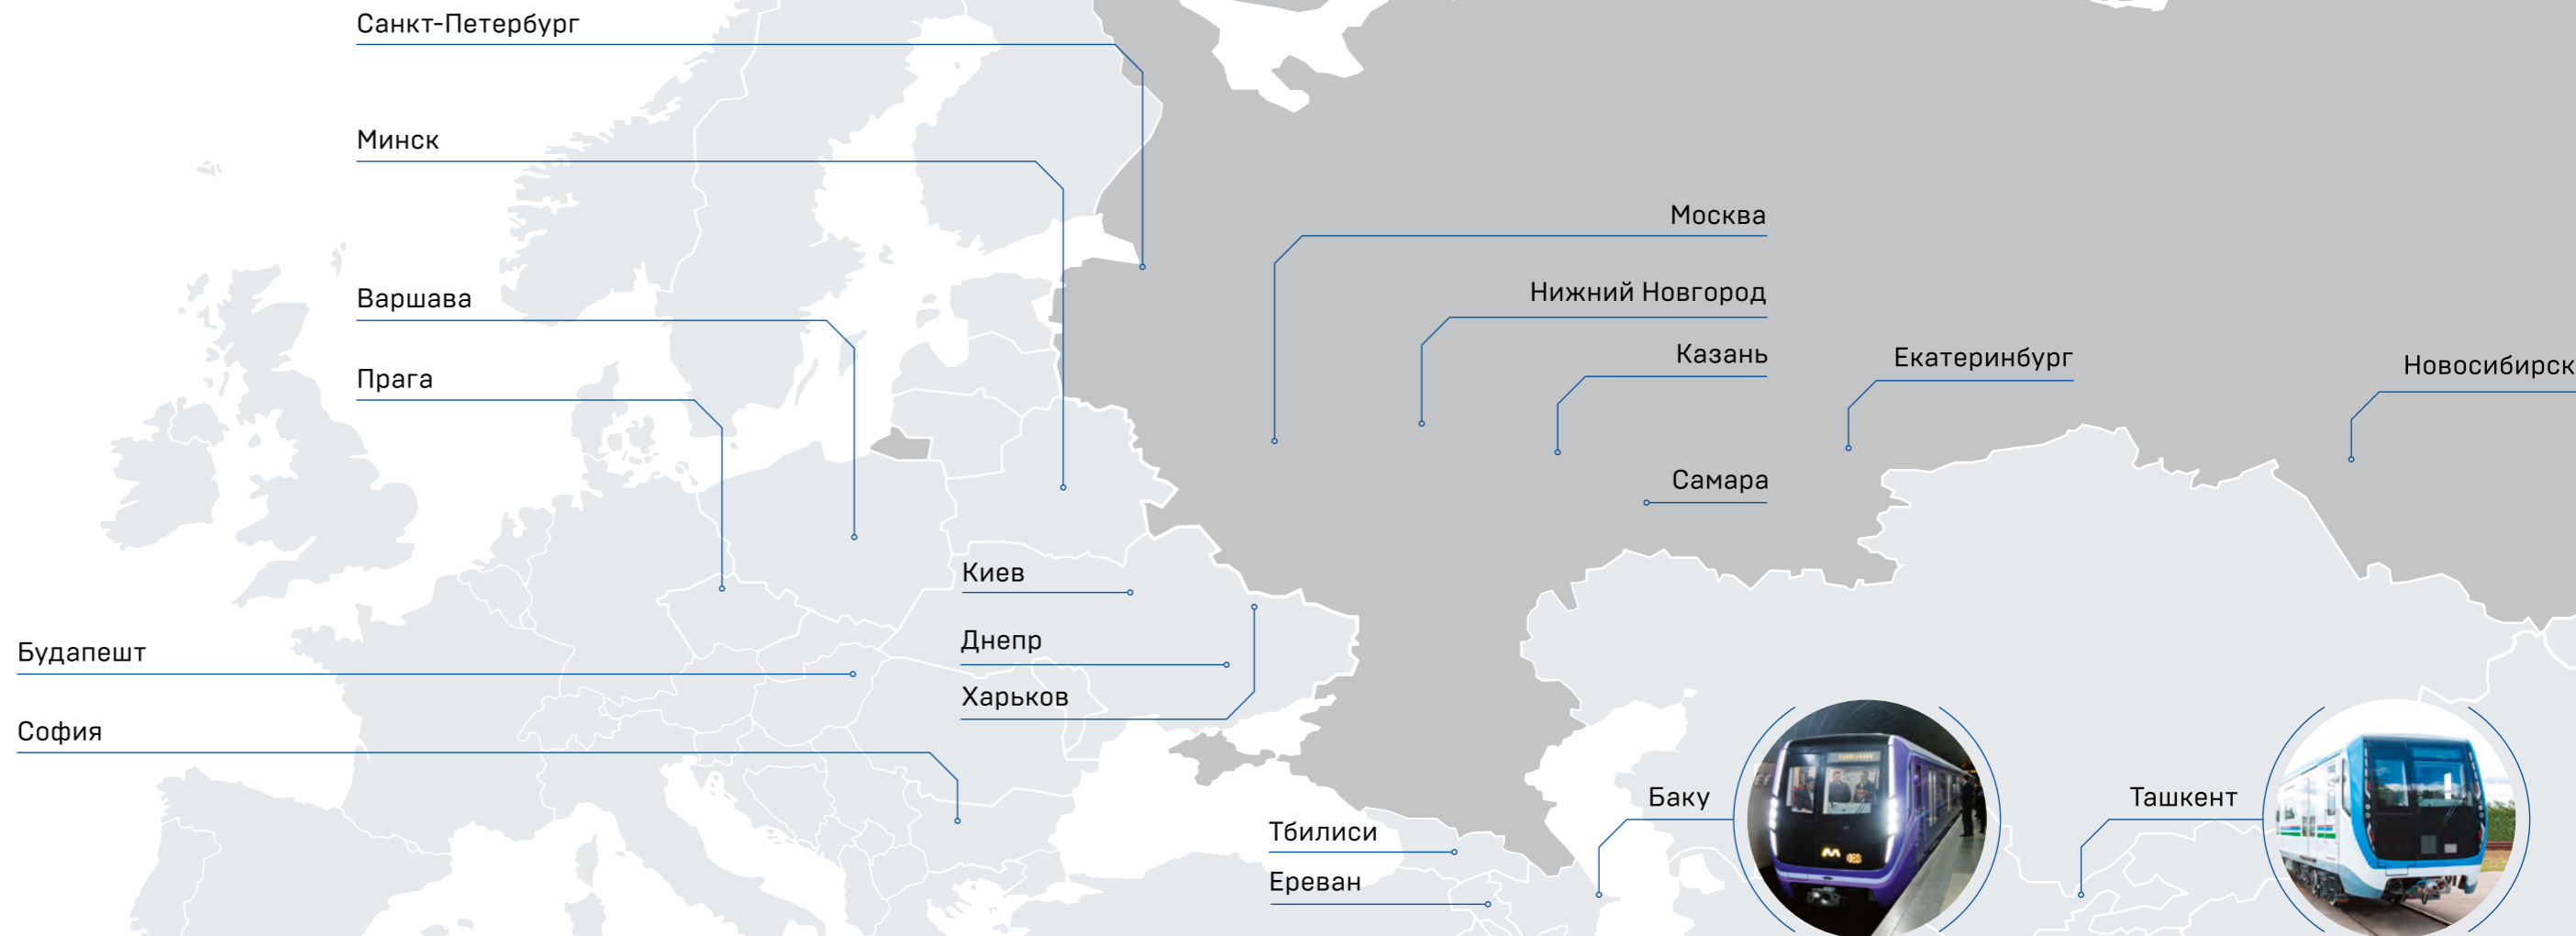 Санкт-Петербург
Минск
Москва
Нижний Новгород
Варшава
Казань
Екатеринбург
Новосибирск
Прага
Самара
Киев
Днепр
Будапешт
Харьков
София
Баку
Ташкент
Тбилиси
Ереван